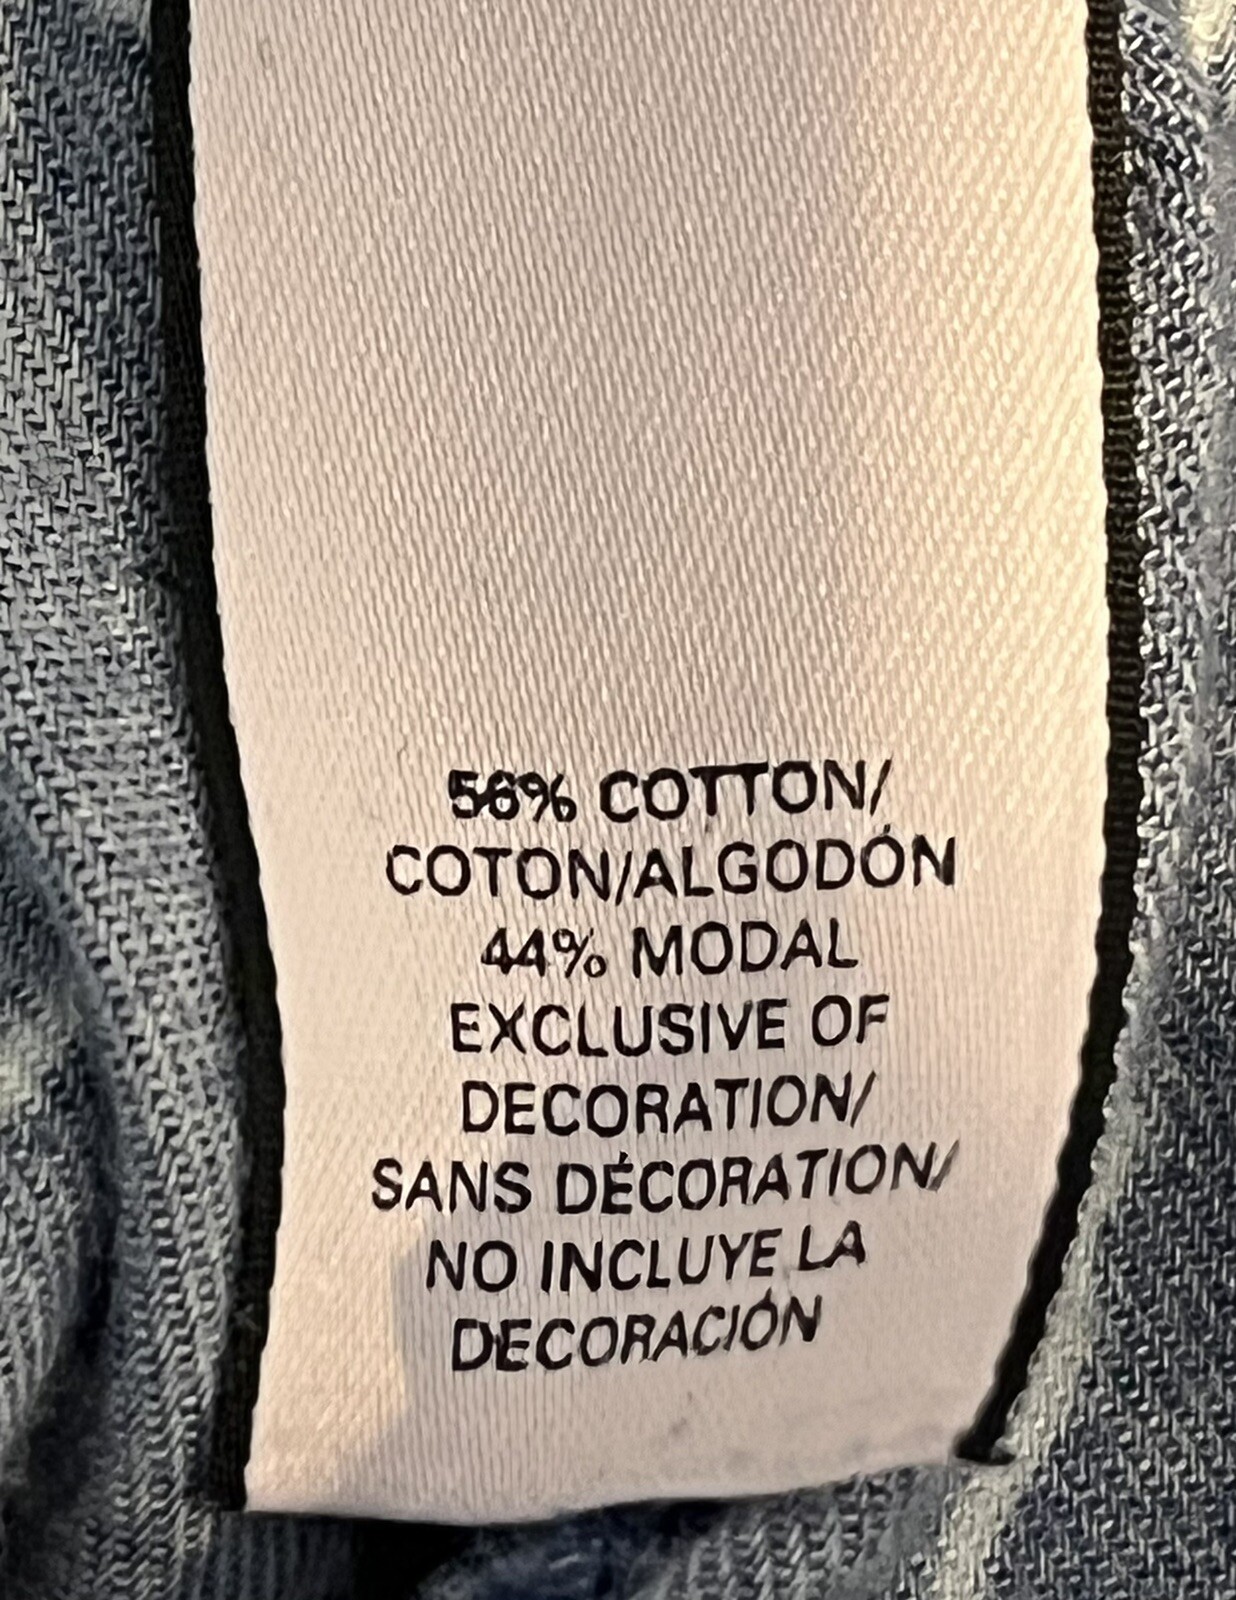 56% COTTON/
COTON/ALGODÓN
44% MODAL
EXCLUSIVE OF
DECORATION/
SANS DÉCORATION/
NO INCLUYE LA
DECORACIÓN